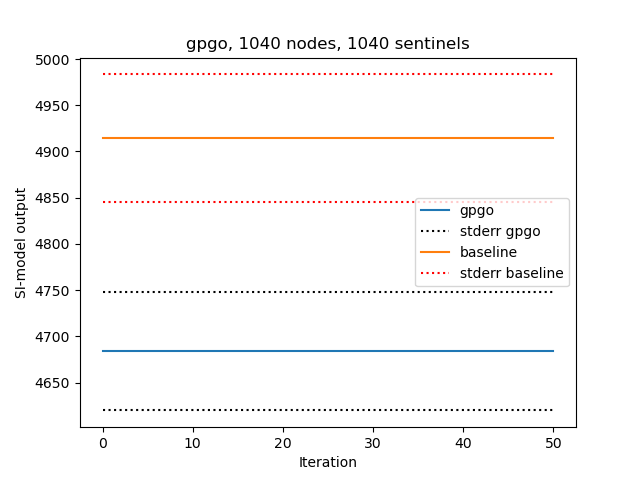 gpgo, 1040 nodes, 1040 sentinels
5000
4950
4900
4850
4800
4750
4700
4650
SI-model output
gpgo
stderr gpgo
baseline
stderr baseline
0
10
20
30
40
50
Iteration